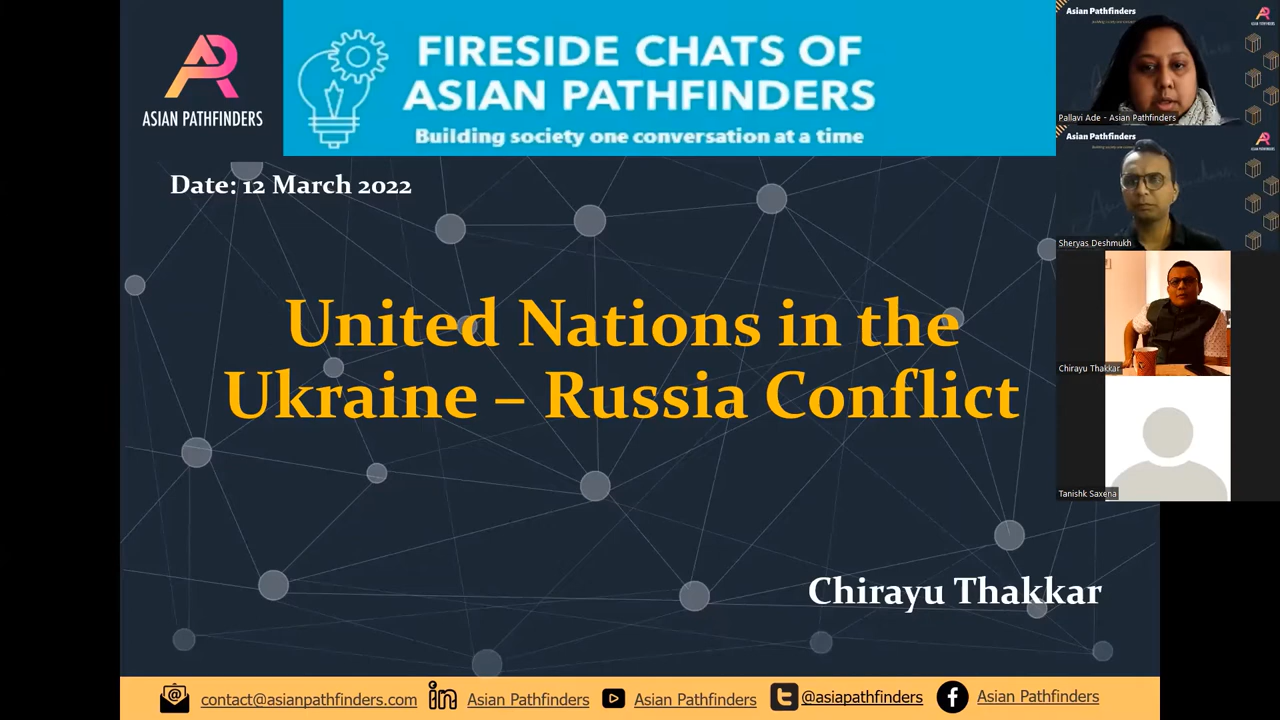 ASIAN PATHFINDERS
FIRESIDE CHATS OF
ASIAN PATHFINDERS
Building society one conversation at a time
Date: 12 March 2022
United Nations in the
Ukraine – Russia Conflict
Chirayu Thakkar
contact@asianpathfinders.com
Asian Pathfinders
Asian Pathfinders
@asiapathfinders
Asian Pathfinders
Asian Pathfinders
Pallavi Ade - Asian Pathfinders
Asian Pathfinders
Sheryas Deshmukh
Chirayu Thakkar
Tanishk Saxena